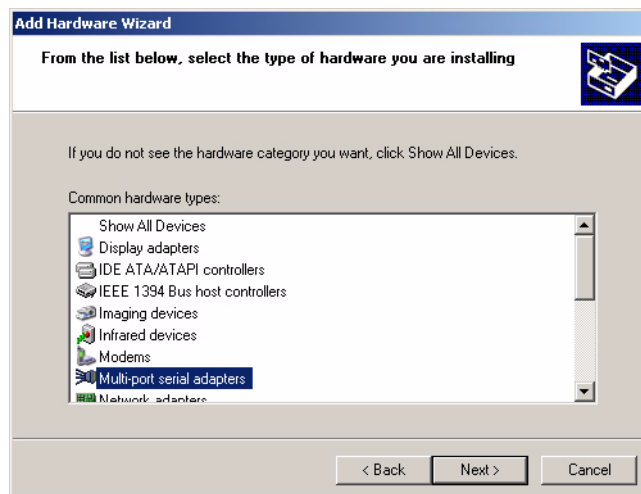 Add Hardware Wizard
From the list below, select the type of hardware you are installing
If you do not see the hardware category you want, click Show All Devices.
Common hardware types:
Show All Devices
Display adapters
IDE ATA/ATAPI controllers
IEEE 1394 Bus host controllers
Imaging devices
Infrared devices
Modems
Multi-port serial adapters
Network adapters
< Back
Next >
Cancel